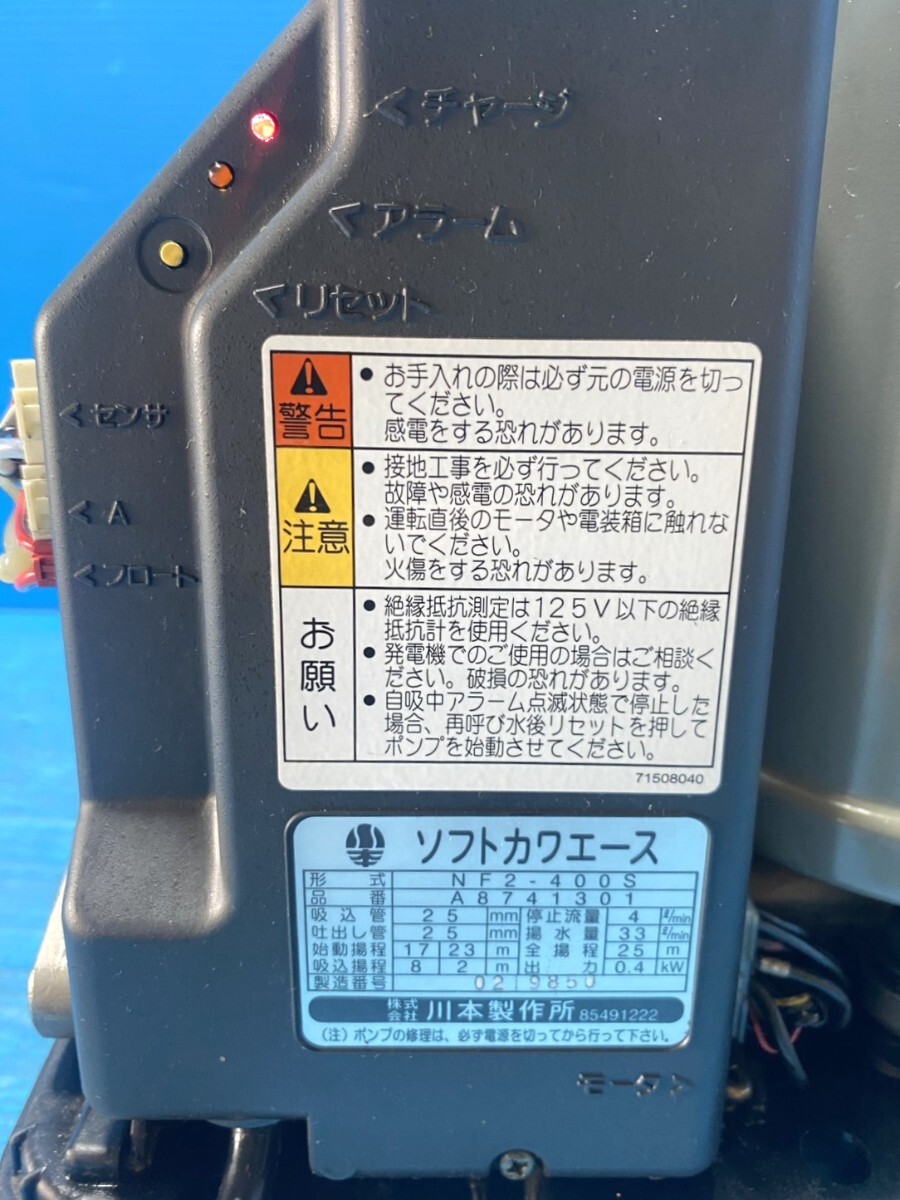 <チャージ
<アラーム
<リセット
<センサ
<A
<フロート
警告
・お手入れの際は必ず元の電源を切っ
てください。
感電をする恐れがあります。
注意
・接地工事を必ず行ってください。
故障や感電の恐れがあります。
・運転直後のモータや電装箱に触れな
いでください。
火傷をする恐れがあります。
お願い
・絶縁抵抗測定は125V以下の絶縁
抵抗計を使用ください。
・発電機でのご使用の場合はご相談く
ださい。破損の恐れがあります。
・自吸中アラーム点滅状態で停止した
場合、再呼び水後リセットを押して
ポンプを始動させてください。
71508040
ソフトカワエース
形式 NF2-400S
品番 A8741301
吸込管 25 mm 停止流量 4 ℓ/min
吐出し管 25 mm 揚水量 33 ℓ/min
始動揚程 17 23 m 全揚程 25 m
吸込揚程 8 2 m 出力 0.4 kW
製造番号 02 9850
株式会社 川本製作所 85491222
(注)ポンプの修理は、必ず電源を切ってから行って下さい。
モータ>